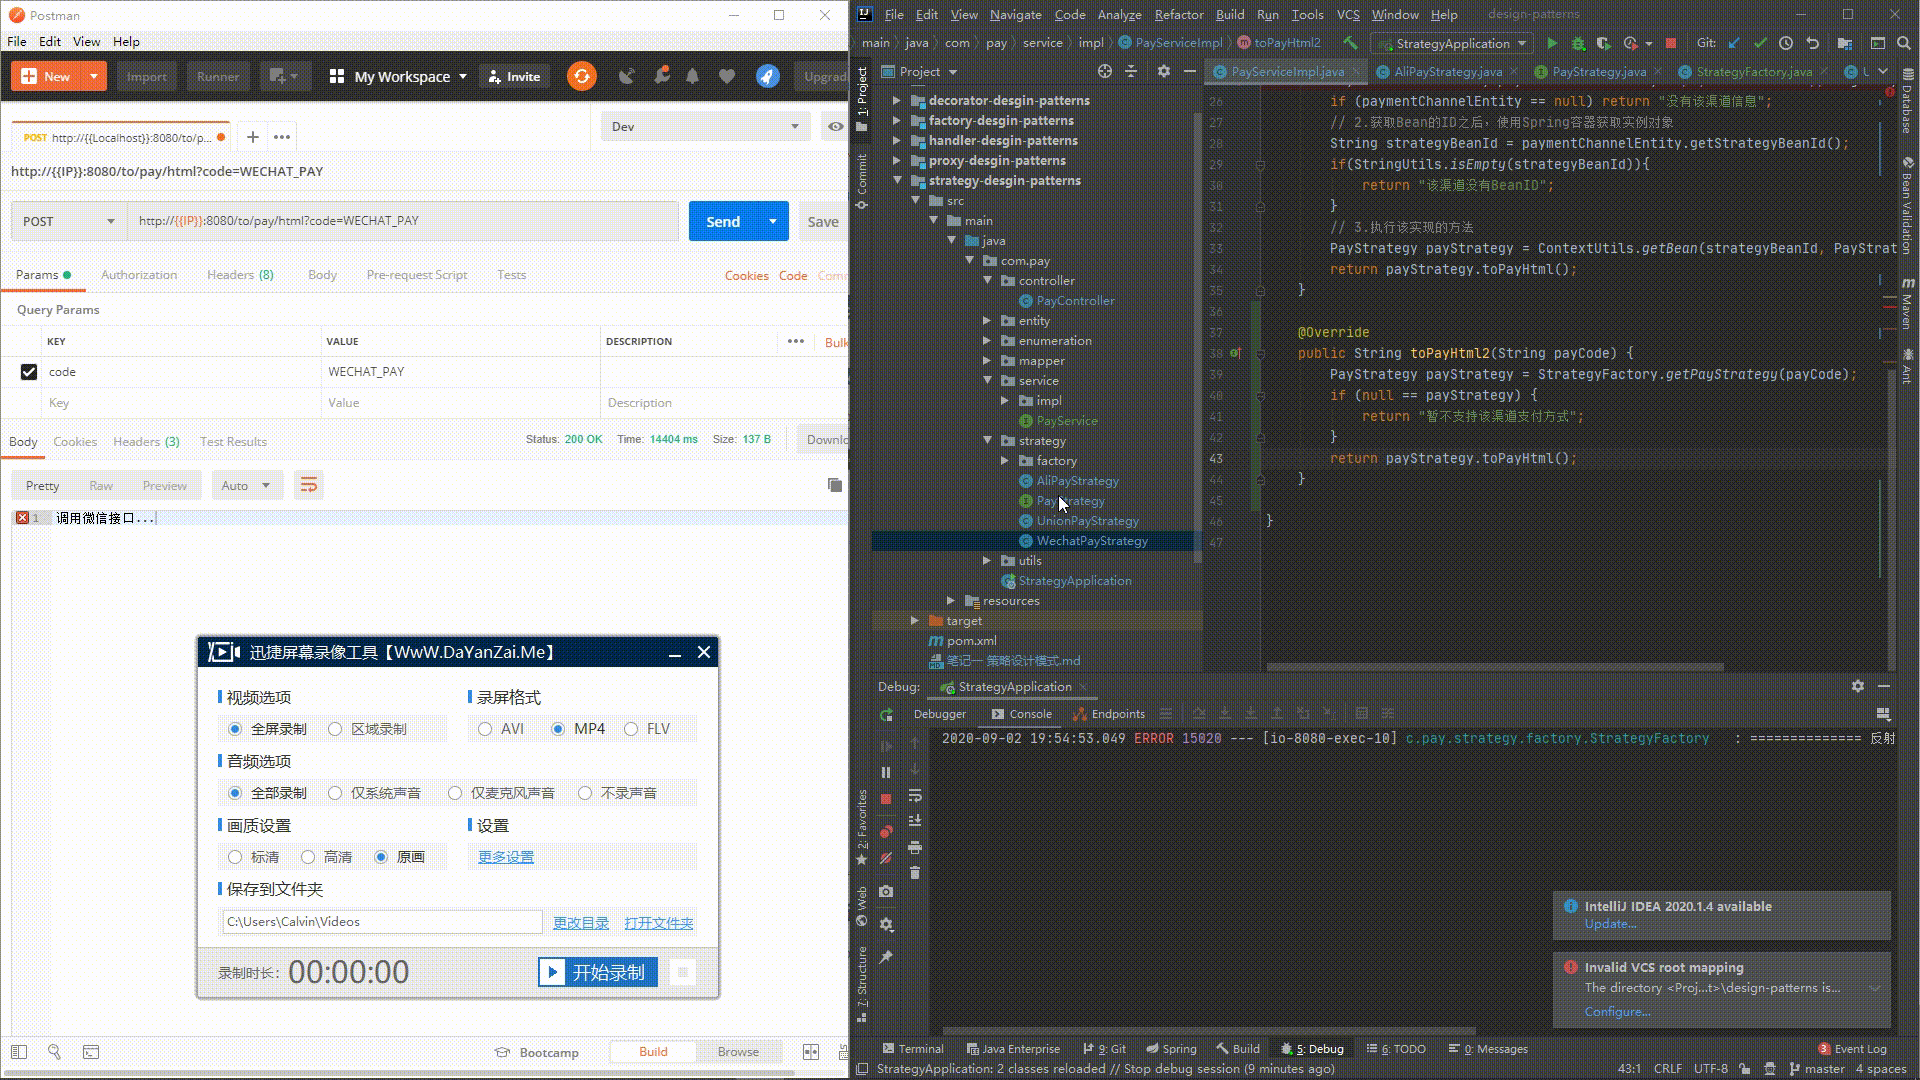 Postman
File Edit View Help
New Import Runner My Workspace Invite Upgrad
POST http://{{Localhost}}:8080/to/p... Dev
http://{{IP}}:8080/to/pay/html?code=WECHAT_PAY
POST http://{{IP}}:8080/to/pay/html?code=WECHAT_PAY Send Save
Params Authorization Headers (8) Body Pre-request Script Tests Cookies Code Comm
Query Params
KEY VALUE DESCRIPTION Bulk
code WECHAT_PAY
Key Value Description
Body Cookies Headers (3) Test Results Status: 200 OK Time: 14404 ms Size: 137 B Downlo
Pretty Raw Preview Auto
1 调用微信接口...
迅捷屏幕录像工具【WwW.DaYanZai.Me】
视频选项 录屏格式
全屏录制 区域录制 AVI MP4 FLV
音频选项
全部录制 仅系统声音 仅麦克风声音 不录声音
画质设置 设置
标清 高清 原画 更多设置
保存到文件夹
C:\Users\Calvin\Videos 更改目录 打开文件夹
录制时长: 00:00:00 开始录制
Bootcamp Build Browse
File Edit View Navigate Code Analyze Refactor Build Run Tools VCS Window Help design-patterns
main java com pay service impl PayServiceImpl toPayHtml2 StrategyApplication Git:
1: Project
Commit
2: Favorites
Web
7: Structure
Project
decorator-desgin-patterns
factory-desgin-patterns
handler-desgin-patterns
proxy-desgin-patterns
strategy-desgin-patterns
src
main
java
com.pay
controller
PayController
entity
enumeration
mapper
service
impl
PayService
strategy
factory
AliPayStrategy
PayStrategy
UnionPayStrategy
WechatPayStrategy
utils
StrategyApplication
resources
target
pom.xml
笔记一 策略设计模式.md
PayServiceImpl.java AliPayStrategy.java PayStrategy.java StrategyFactory.java
26 if (paymentChannelEntity == null) return "没有该渠道信息";
27 // 2.获取Bean的ID之后，使用Spring容器获取实例对象
28 String strategyBeanId = paymentChannelEntity.getStrategyBeanId();
29 if(StringUtils.isEmpty(strategyBeanId)){
30 return "该渠道没有BeanID";
31 }
32 // 3.执行该实现的方法
33 PayStrategy payStrategy = ContextUtils.getBean(strategyBeanId, PayStrat
34 return payStrategy.toPayHtml();
35 }
36
37 @Override
38 public String toPayHtml2(String payCode) {
39 PayStrategy payStrategy = StrategyFactory.getPayStrategy(payCode);
40 if (null == payStrategy) {
41 return "暂不支持该渠道支付方式";
42 }
43 return payStrategy.toPayHtml();
44 }
45
46 }
47
Database
Bean Validation
Maven
Ant
Debug: StrategyApplication
Debugger Console Endpoints
2020-09-02 19:54:53.049 ERROR 15020 --- [io-8080-exec-10] c.pay.strategy.factory.StrategyFactory : ============== 反射
IntelliJ IDEA 2020.1.4 available
Update...
Invalid VCS root mapping
The directory <Proj...t>\design-patterns is...
Configure...
Terminal Java Enterprise 9: Git Spring Build 5: Debug 6: TODO 0: Messages 3 Event Log
StrategyApplication: 2 classes reloaded // Stop debug session (9 minutes ago) 43:1 CRLF UTF-8 master 4 spaces